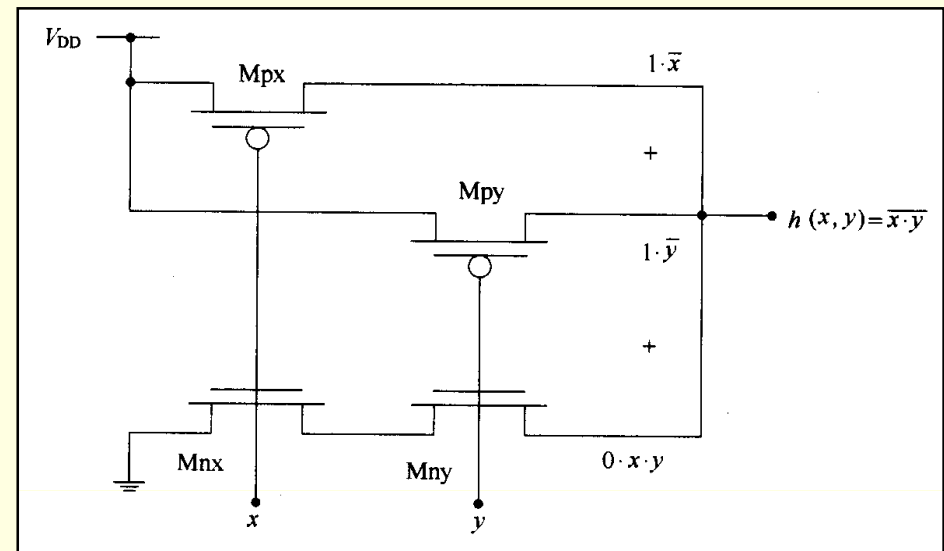 V_DD
Mpx
1·x̅
+
Mpy
h (x, y)=x̅·̅y̅
1·y̅
+
Mnx
Mny
0·x·y
x
y